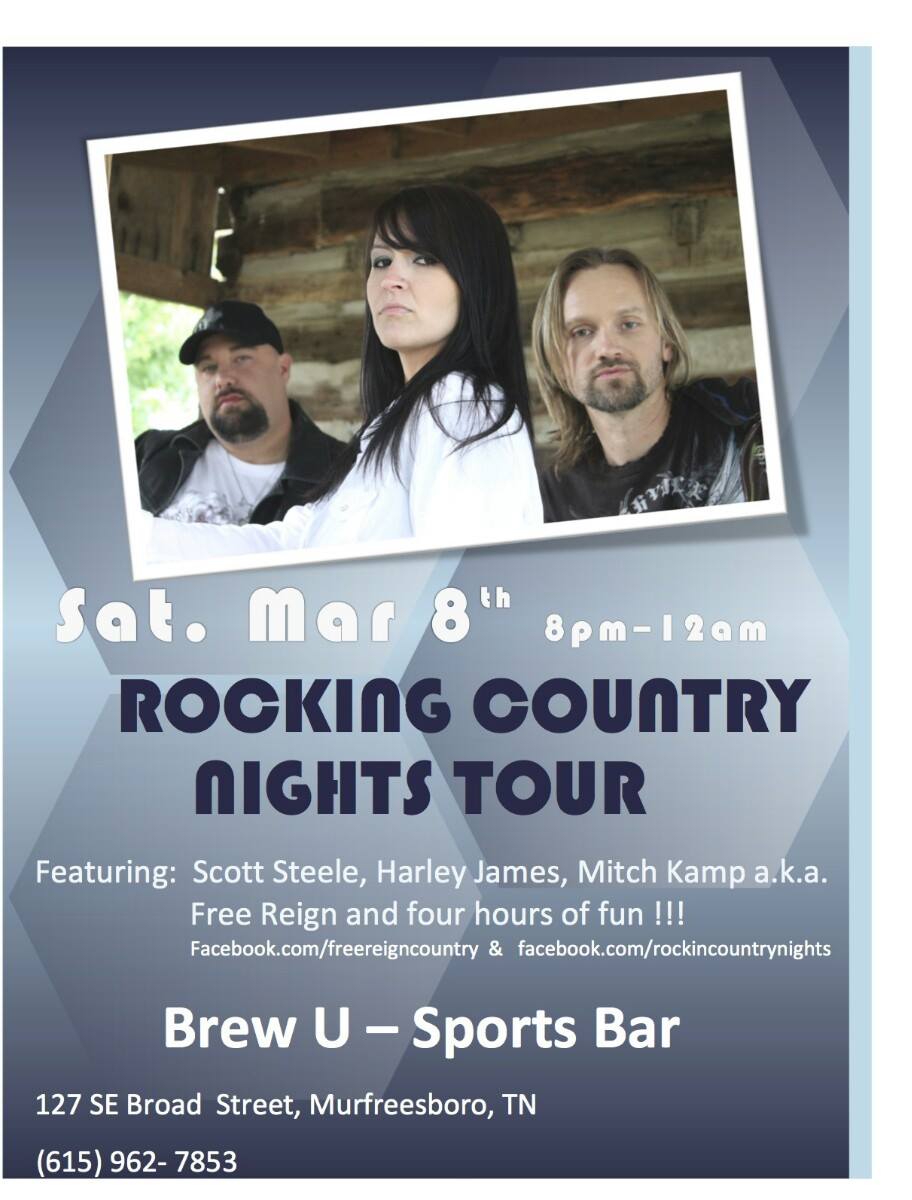 Sat. Mar 8th 8pm–12am
ROCKING COUNTRY
NIGHTS TOUR
Featuring: Scott Steele, Harley James, Mitch Kamp a.k.a.
Free Reign and four hours of fun !!!
Facebook.com/freereigncountry & facebook.com/rockincountrynights
Brew U – Sports Bar
127 SE Broad Street, Murfreesboro, TN
(615) 962- 7853